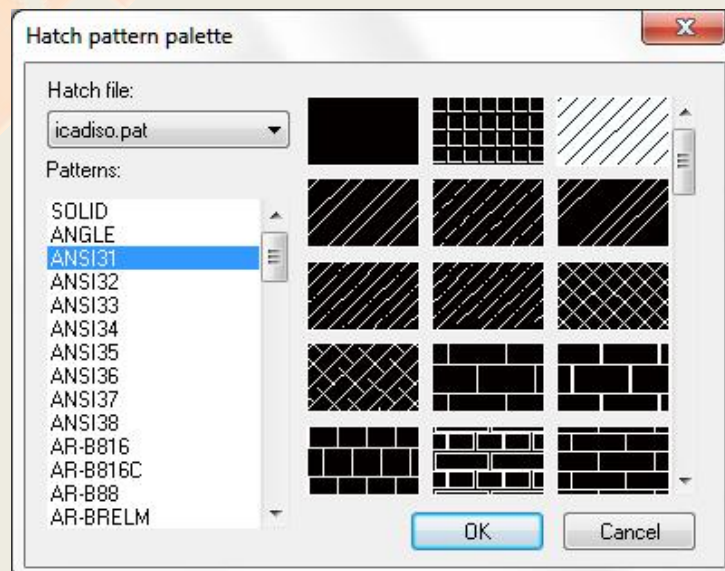 Hatch pattern palette
Hatch file:
icadiso.pat
Patterns:
SOLID
ANGLE
ANSI31
ANSI32
ANSI33
ANSI34
ANSI35
ANSI36
ANSI37
ANSI38
AR-B816
AR-B816C
AR-B88
AR-BRELM
OK
Cancel